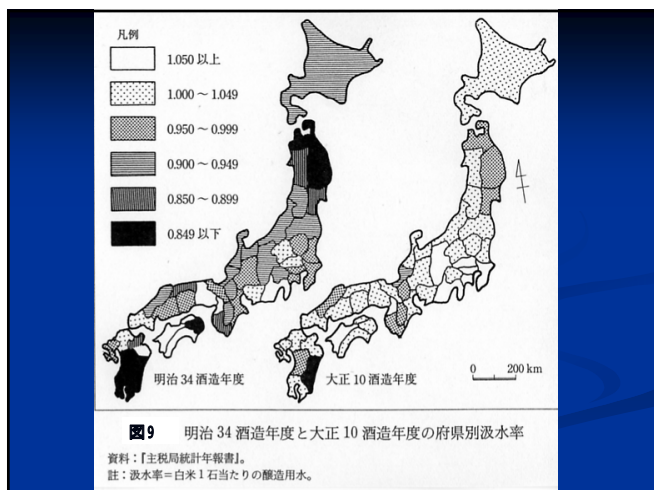 凡例
1.050 以上
1.000 ~ 1.049
0.950 ~ 0.999
0.900 ~ 0.949
0.850 ~ 0.899
0.849 以下
明治 34 酒造年度
大正 10 酒造年度
0 200 km
図9 明治 34 酒造年度と大正 10 酒造年度の府県別汲水率
資料:『主税局統計年報書』。
註:汲水率=白米 1 石当たりの醸造用水。